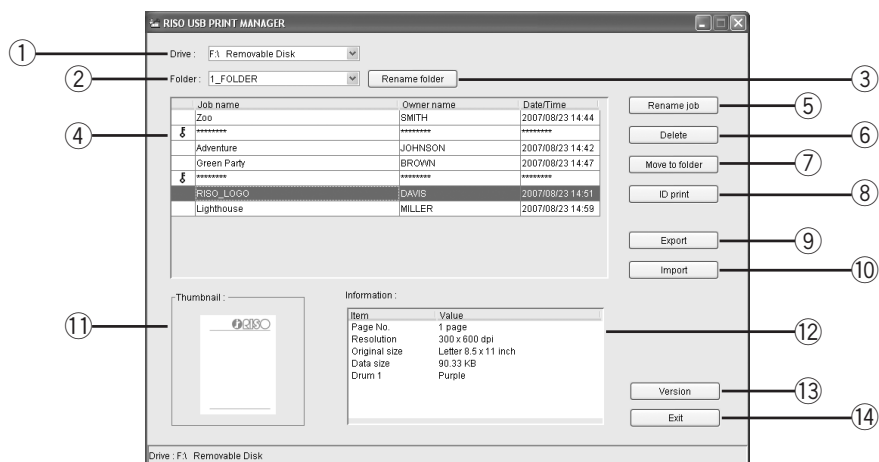 RISO USB PRINT MANAGER
① Drive : F:\ Removable Disk
② Folder : 1_FOLDER Rename folder ③
④ Job name Owner name Date/Time
Zoo SMITH 2007/08/23 14:44
******** ******** ********
Adventure JOHNSON 2007/08/23 14:42
Green Party BROWN 2007/08/23 14:47
******** ******** ********
RISO_LOGO DAVIS 2007/08/23 14:51
Lighthouse MILLER 2007/08/23 14:59
Rename job ⑤
Delete ⑥
Move to folder ⑦
ID print ⑧
Export ⑨
Import ⑩
⑪ Thumbnail :
RISO
Information :
Item Value
Page No. 1 page
Resolution 300 x 600 dpi
Original size Letter 8.5 x 11 inch
Data size 90.33 KB
Drum 1 Purple
⑫
Version ⑬
Exit ⑭
Drive : F:\ Removable Disk